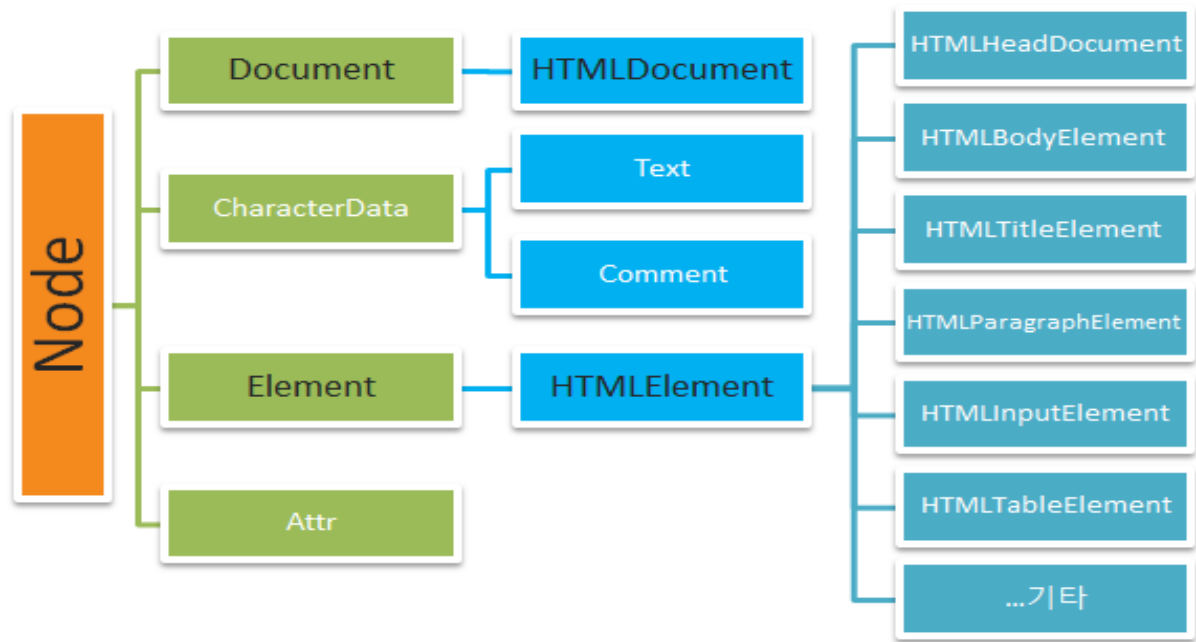 Node
Document
CharacterData
Element
Attr
HTMLDocument
Text
Comment
HTMLElement
HTMLHeadDocument
HTMLBodyElement
HTMLTitleElement
HTMLParagraphElement
HTMLInputElement
HTMLTableElement
...기타